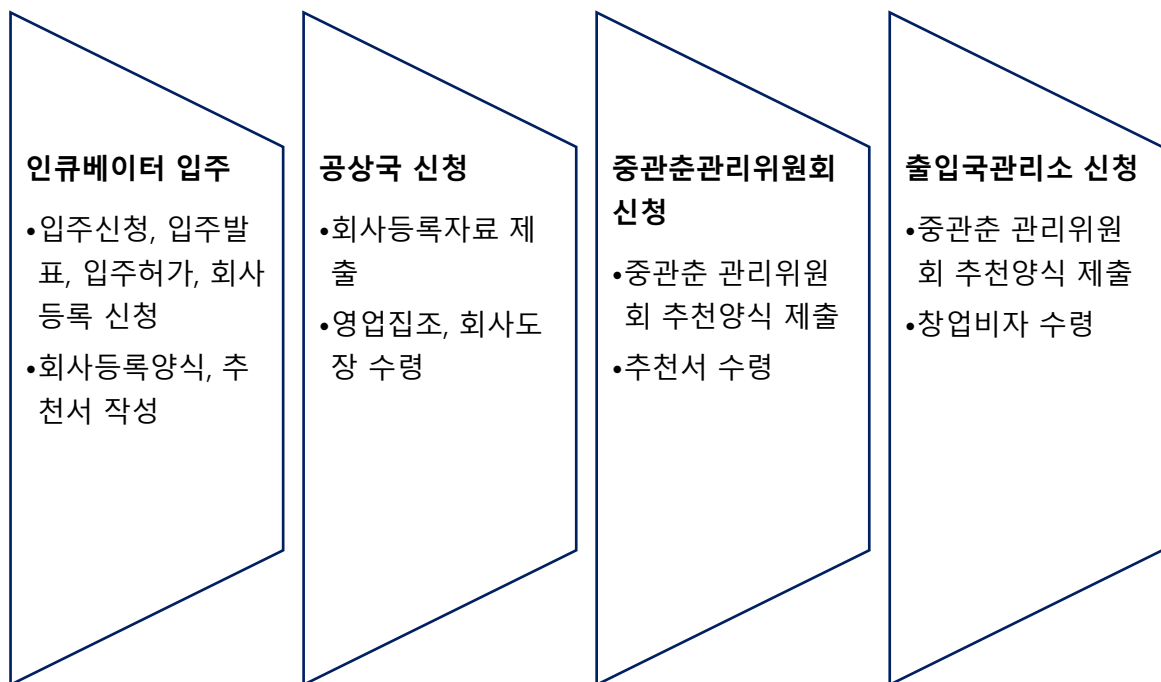 인큐베이터 입주
•입주신청, 입주발
표, 입주허가, 회사
등록 신청
•회사등록양식, 추
천서 작성
공상국 신청
•회사등록자료 제
출
•영업집조, 회사도
장 수령
중관춘관리위원회
신청
•중관춘 관리위원
회 추천양식 제출
•추천서 수령
출입국관리소 신청
•중관춘 관리위원
회 추천양식 제출
•창업비자 수령